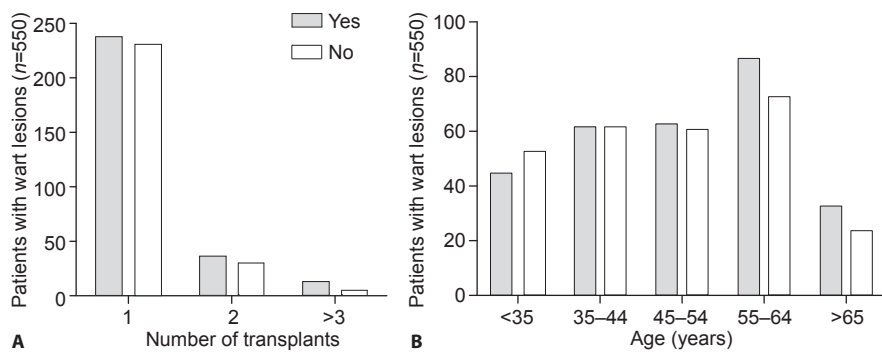 Patients with wart lesions (n=550)
250
200
150
100
50
0
Yes
No
1
2
>3
Number of transplants
A
Patients with wart lesions (n=550)
100
80
60
40
20
0
<35
35–44
45–54
55–64
>65
Age (years)
B